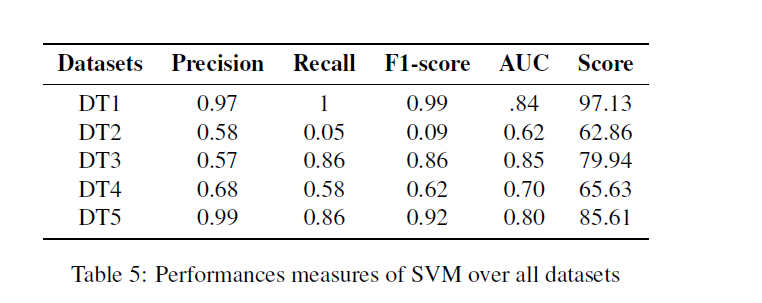 Datasets Precision Recall F1-score AUC Score
DT1 0.97 1 0.99 .84 97.13
DT2 0.58 0.05 0.09 0.62 62.86
DT3 0.57 0.86 0.86 0.85 79.94
DT4 0.68 0.58 0.62 0.70 65.63
DT5 0.99 0.86 0.92 0.80 85.61
Table 5: Performances measures of SVM over all datasets